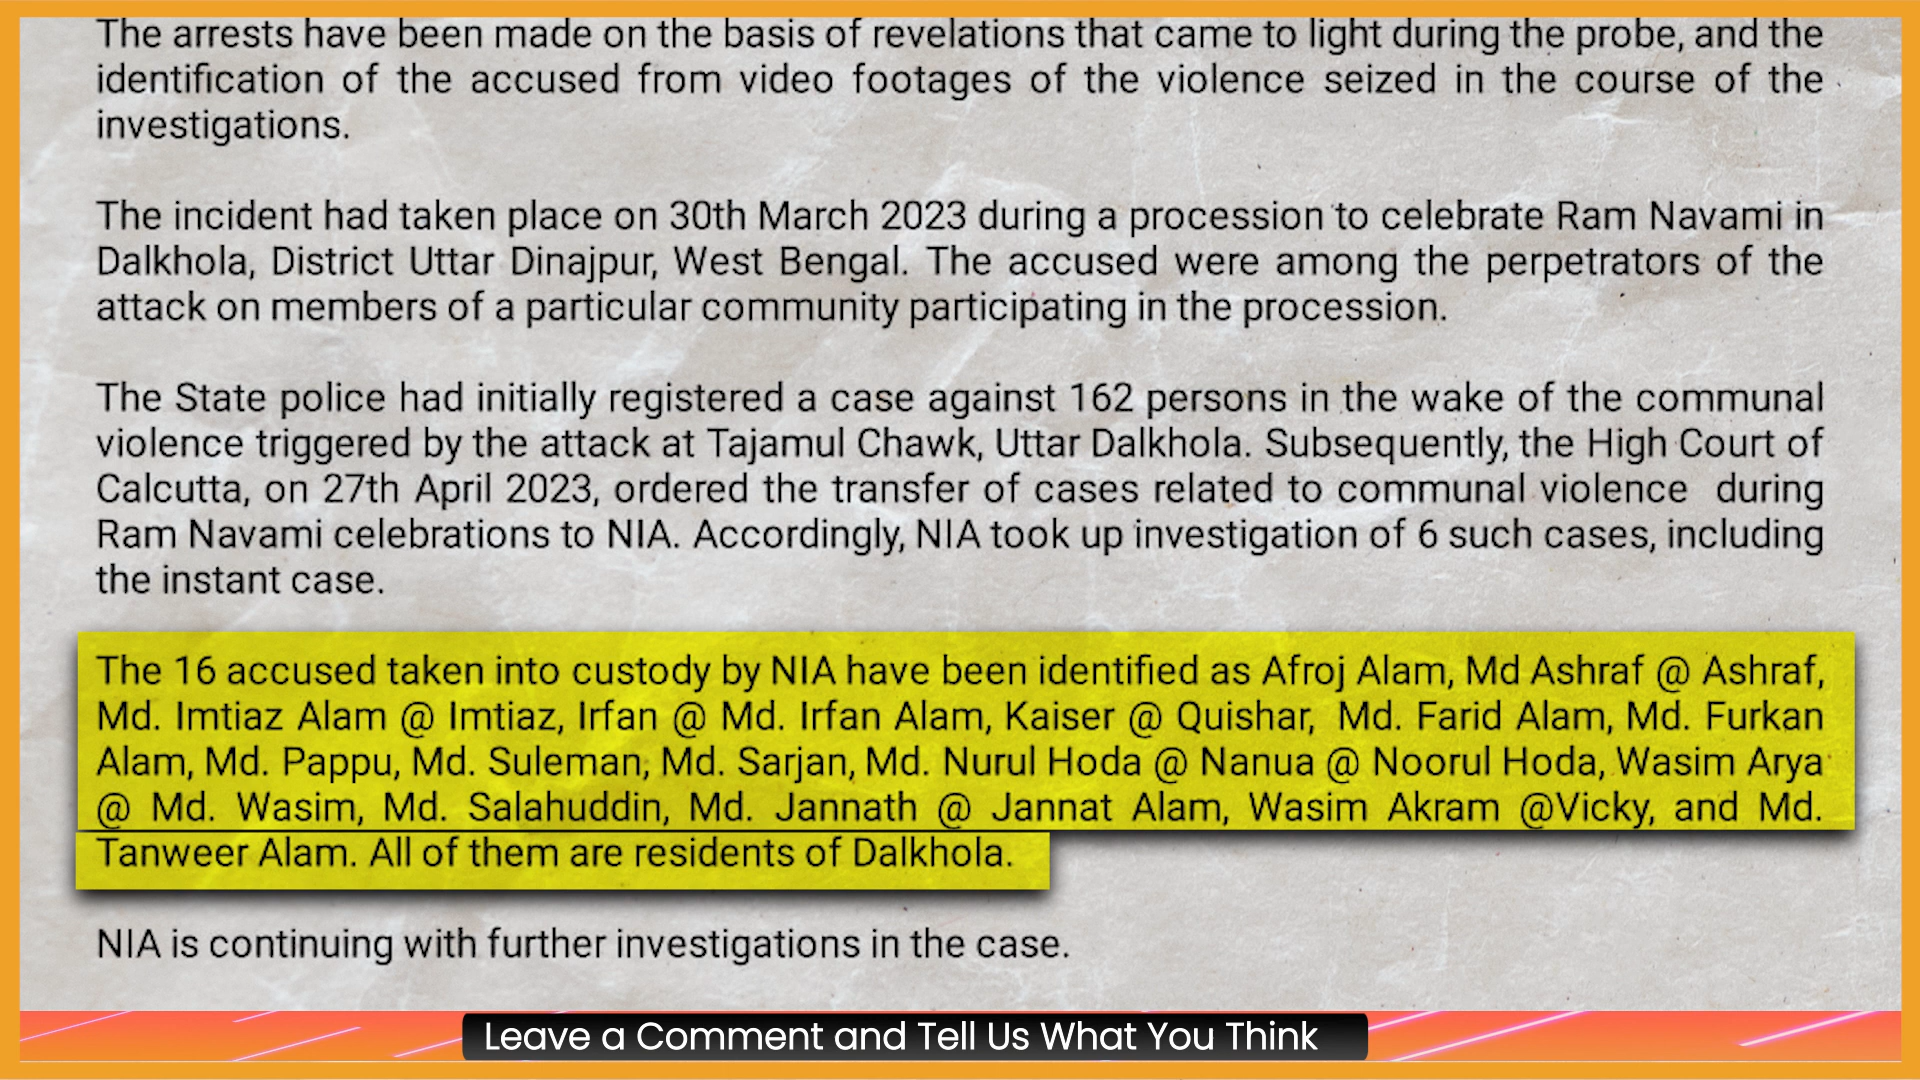 The arrests have been made on the basis of revelations that came to light during the probe, and the
identification of the accused from video footages of the violence seized in the course of the
investigations.
The incident had taken place on 30th March 2023 during a procession to celebrate Ram Navami in
Dalkhola, District Uttar Dinajpur, West Bengal. The accused were among the perpetrators of the
attack on members of a particular community participating in the procession.
The State police had initially registered a case against 162 persons in the wake of the communal
violence triggered by the attack at Tajamul Chawk, Uttar Dalkhola. Subsequently, the High Court of
Calcutta, on 27th April 2023, ordered the transfer of cases related to communal violence during
Ram Navami celebrations to NIA. Accordingly, NIA took up investigation of 6 such cases, including
the instant case.
The 16 accused taken into custody by NIA have been identified as Afroj Alam, Md Ashraf @ Ashraf,
Md. Imtiaz Alam @ Imtiaz, Irfan @ Md. Irfan Alam, Kaiser @ Quishar, Md. Farid Alam, Md. Furkan
Alam, Md. Pappu, Md. Suleman, Md. Sarjan, Md. Nurul Hoda @ Nanua @ Noorul Hoda, Wasim Arya
@ Md. Wasim, Md. Salahuddin, Md. Jannath @ Jannat Alam, Wasim Akram @Vicky, and Md.
Tanweer Alam. All of them are residents of Dalkhola.
NIA is continuing with further investigations in the case.
Leave a Comment and Tell Us What You Think